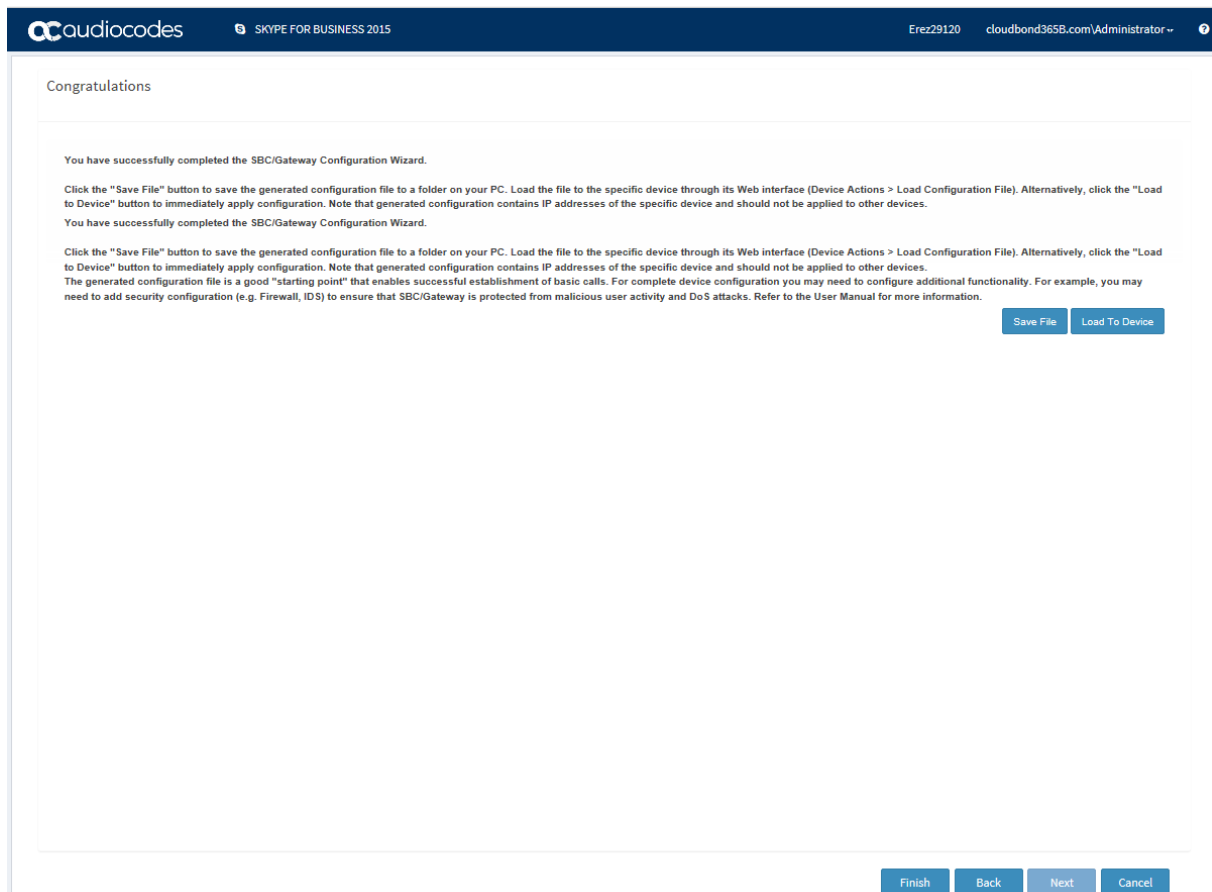 audiocodes
SKYPE FOR BUSINESS 2015
Erez29120
cloudbond365B.com\Administrator
?
Congratulations
You have successfully completed the SBC/Gateway Configuration Wizard.
Click the "Save File" button to save the generated configuration file to a folder on your PC. Load the file to the specific device through its Web interface (Device Actions > Load Configuration File). Alternatively, click the "Load
to Device" button to immediately apply configuration. Note that generated configuration contains IP addresses of the specific device and should not be applied to other devices.
You have successfully completed the SBC/Gateway Configuration Wizard.
Click the "Save File" button to save the generated configuration file to a folder on your PC. Load the file to the specific device through its Web interface (Device Actions > Load Configuration File). Alternatively, click the "Load
to Device" button to immediately apply configuration. Note that generated configuration contains IP addresses of the specific device and should not be applied to other devices.
The generated configuration file is a good "starting point" that enables successful establishment of basic calls. For complete device configuration you may need to configure additional functionality. For example, you may
need to add security configuration (e.g. Firewall, IDS) to ensure that SBC/Gateway is protected from malicious user activity and DoS attacks. Refer to the User Manual for more information.
Save File
Load To Device
Finish
Back
Next
Cancel